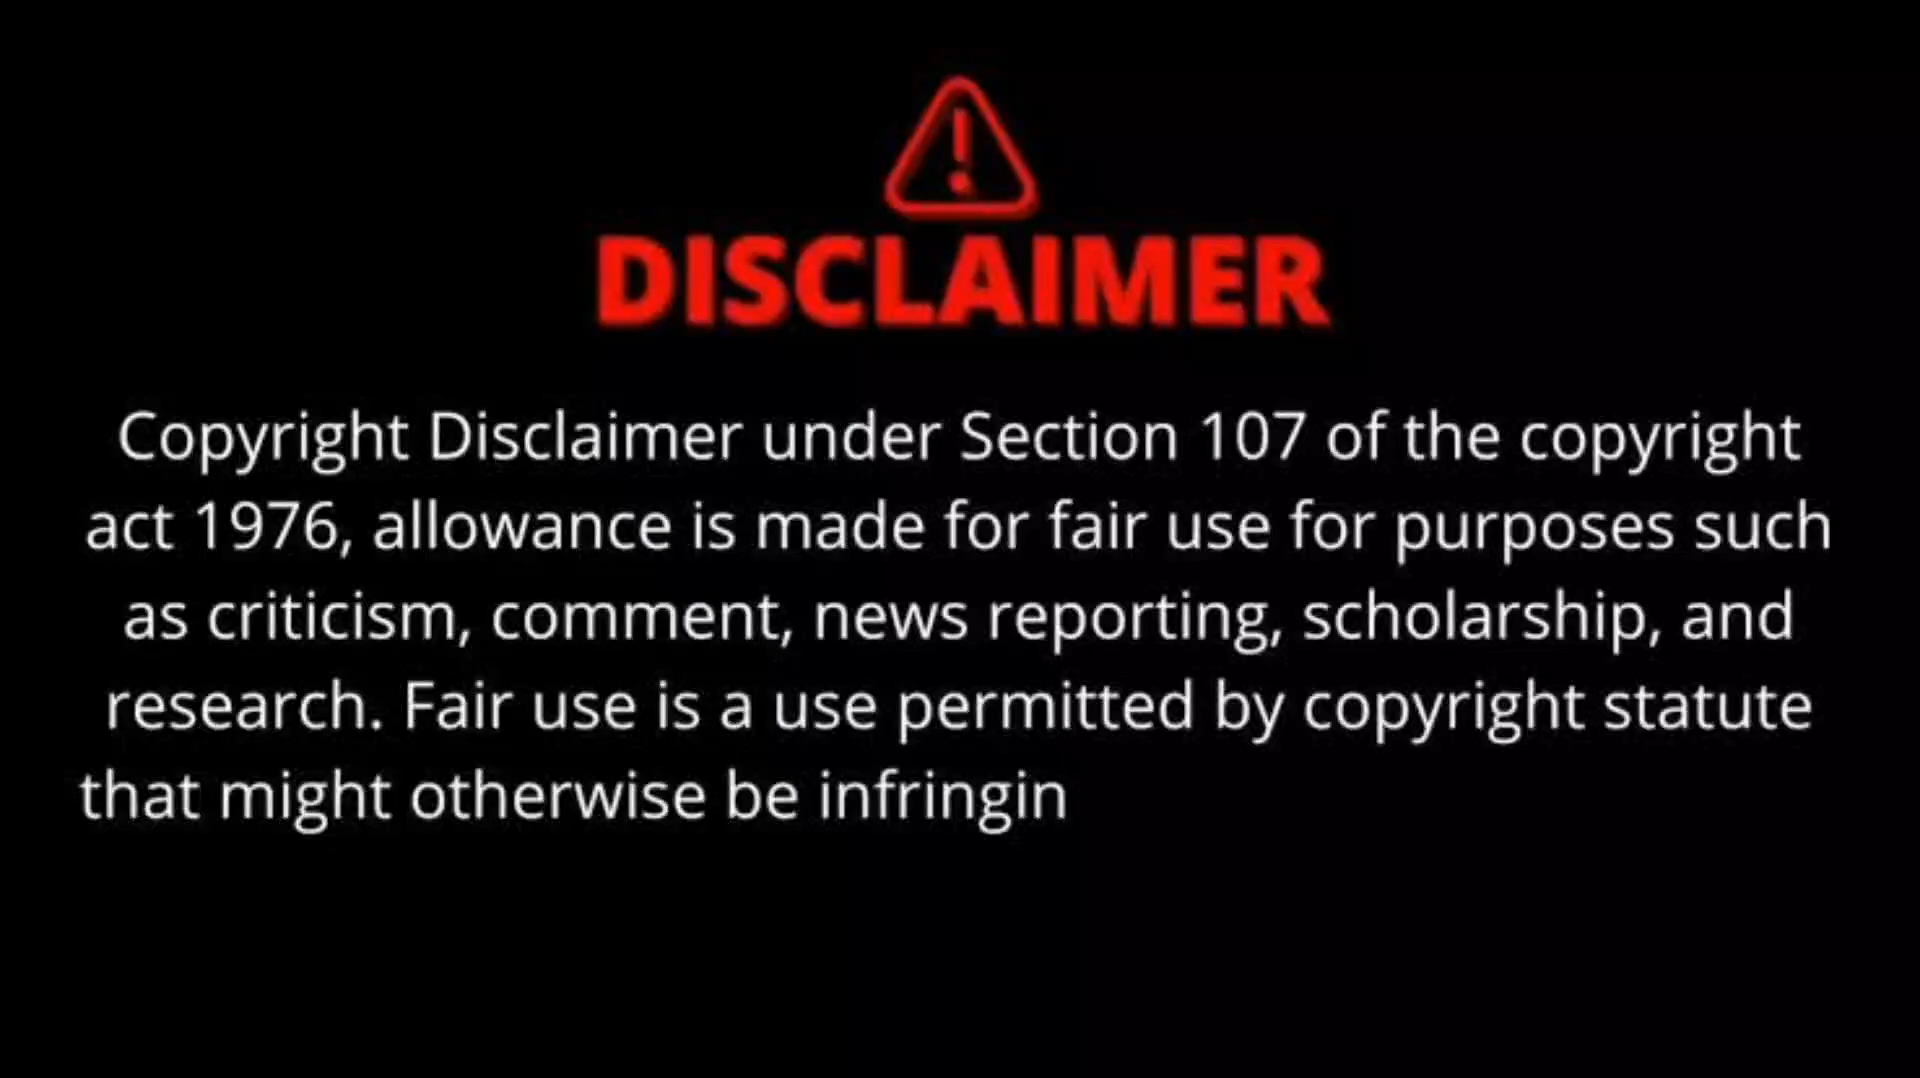 DISCLAIMER
Copyright Disclaimer under Section 107 of the copyright
act 1976, allowance is made for fair use for purposes such
as criticism, comment, news reporting, scholarship, and
research. Fair use is a use permitted by copyright statute
that might otherwise be infringin